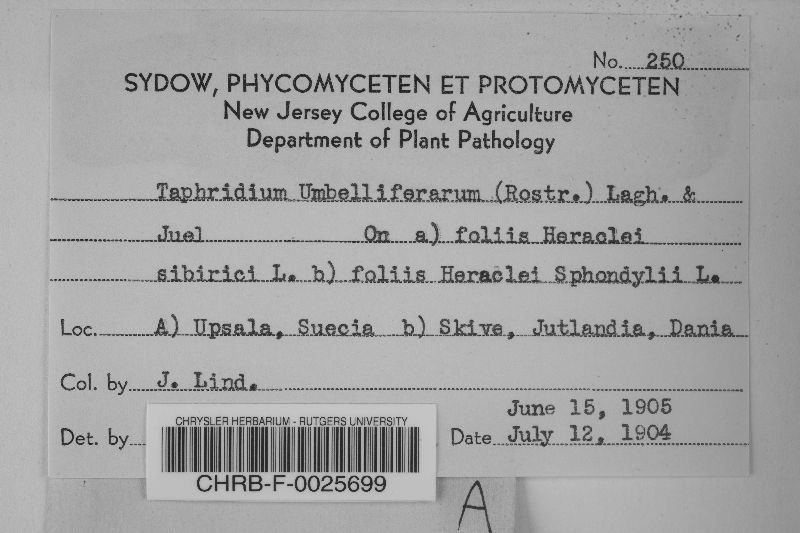 No. 250
SYDOW, PHYCOMYCETEN ET PROTOMYCETEN
New Jersey College of Agriculture
Department of Plant Pathology
Taphridium Umbelliferarum (Rostr.) Lagh. &
Juel On a) foliis Heraclei
sibirici L. b) foliis Heraclei Sphondylii L.
Loc. A) Upsala, Suecia b) Skive, Jutlandia, Dania
Col. by J. Lind.
June 15, 1905
Det. by Date July 12, 1904
CHRYSLER HERBARIUM - RUTGERS UNIVERSITY
CHRB-F-0025699
A